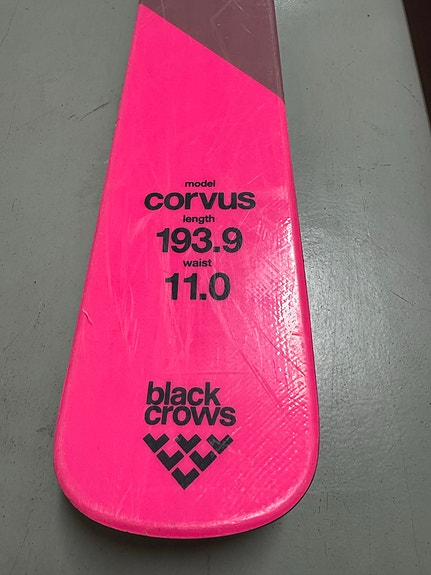 model
corvus
length
193.9
waist
11.0
black
crows